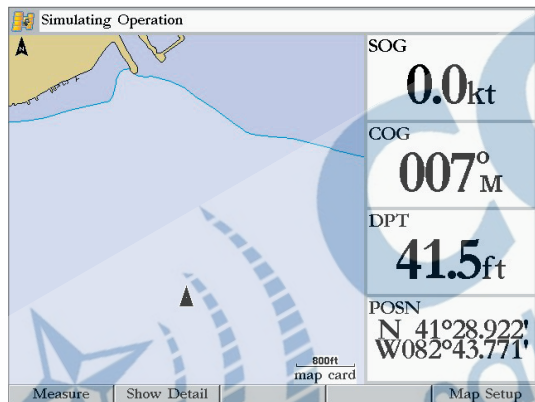 Simulating Operation
N
SOG
0.0kt
COG
007°M
DPT
41.5ft
POSN
N 41°28.922'
W082°43.771'
800ft
map card
Measure
Show Detail
Map Setup